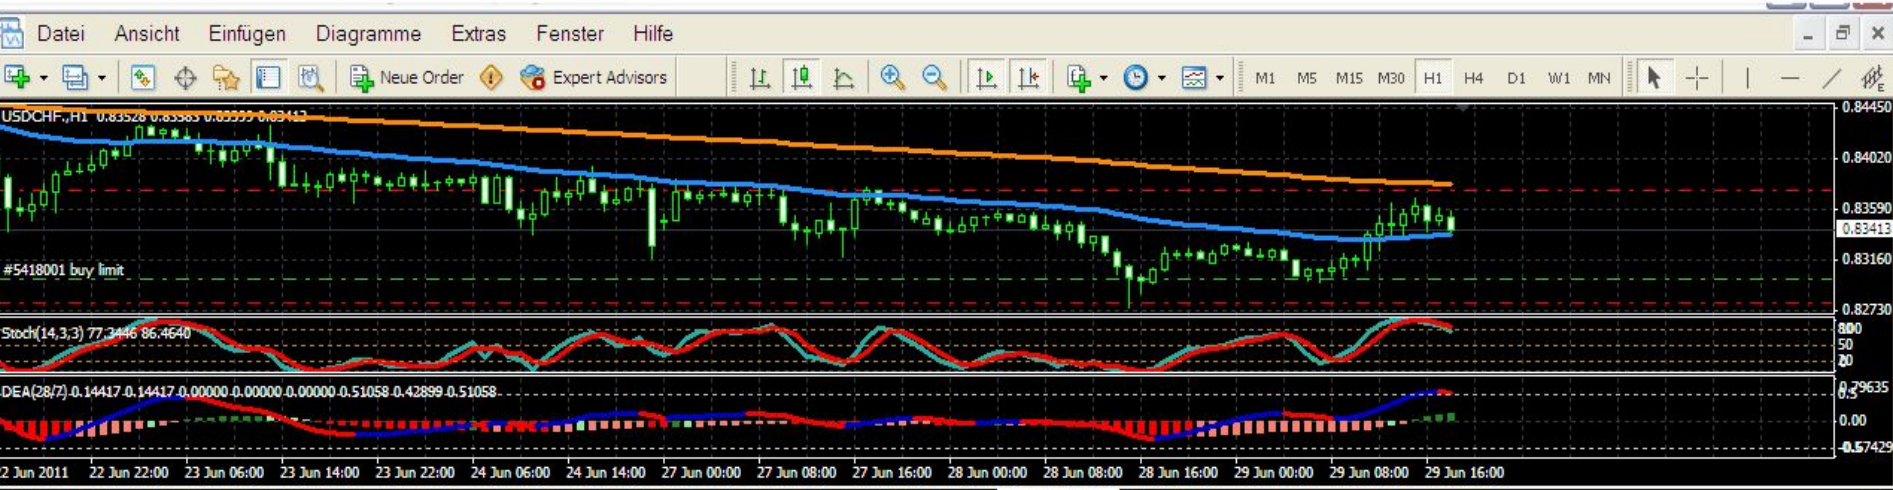 Datei Ansicht Einfügen Diagramme Extras Fenster Hilfe
Neue Order Expert Advisors M1 M5 M15 M30 H1 H4 D1 W1 MN
USDCHF.,H1 0.83528 0.83583 0.83413
0.84450
0.84020
0.83590
0.83413
#5418001 buy limit
0.83160
0.82730
Stoch(14,3,3) 77.3446 86.4640
50
20
DEA(28/7) 0.14417 0.14417 0.00000 0.00000 0.00000 0.51058 0.42899 0.51058
0.79635
0.5
0.00
22 Jun 22:00 23 Jun 06:00 23 Jun 14:00 23 Jun 22:00 24 Jun 06:00 24 Jun 14:00 27 Jun 00:00 27 Jun 08:00 27 Jun 16:00 28 Jun 00:00 28 Jun 08:00 28 Jun 16:00 29 Jun 00:00 29 Jun 08:00 29 Jun 16:00